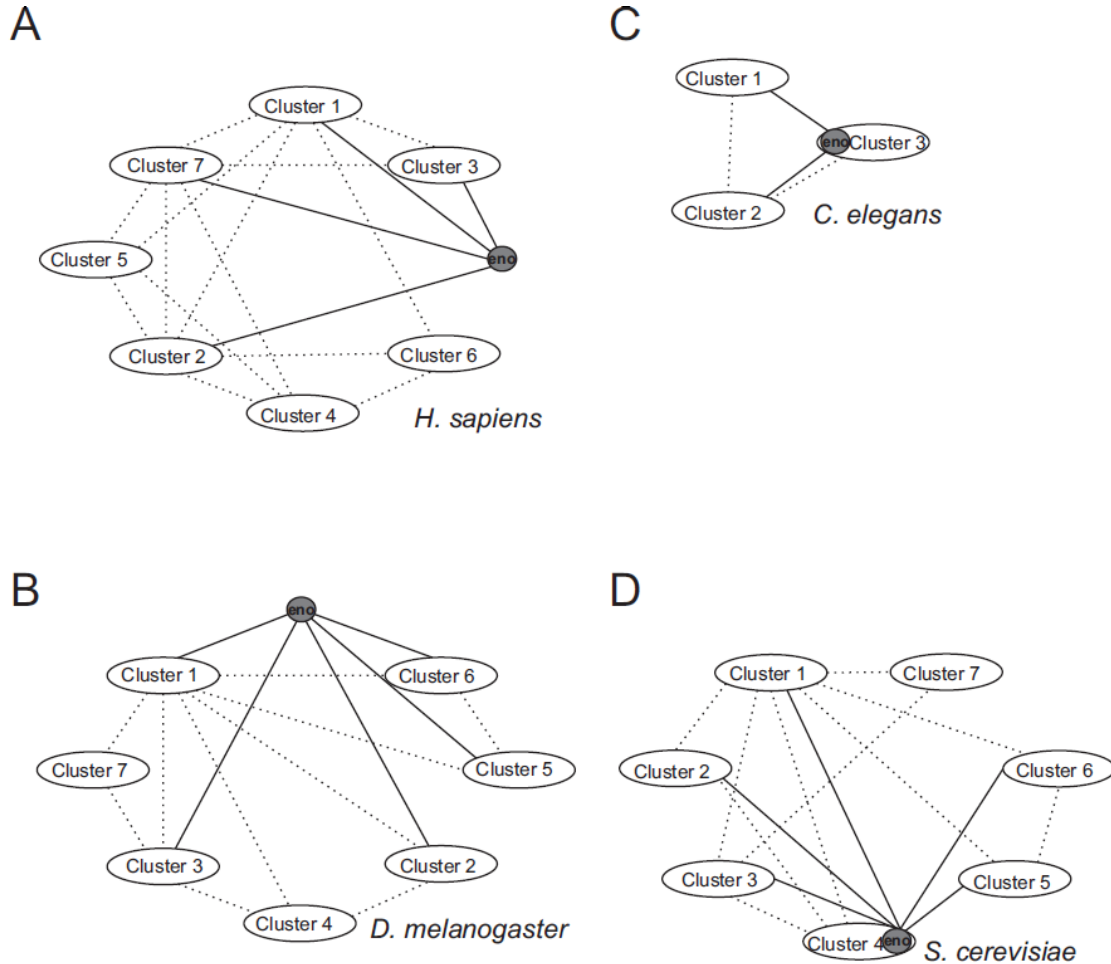 A
Cluster 1
Cluster 7
Cluster 3
Cluster 5
eno
Cluster 2
Cluster 6
Cluster 4
H. sapiens
C
Cluster 1
eno
Cluster 3
Cluster 2
C. elegans
B
eno
Cluster 1
Cluster 6
Cluster 7
Cluster 5
Cluster 3
Cluster 2
Cluster 4
D. melanogaster
D
Cluster 1
Cluster 7
Cluster 2
Cluster 6
Cluster 3
Cluster 5
Cluster 4
eno
S. cerevisiae